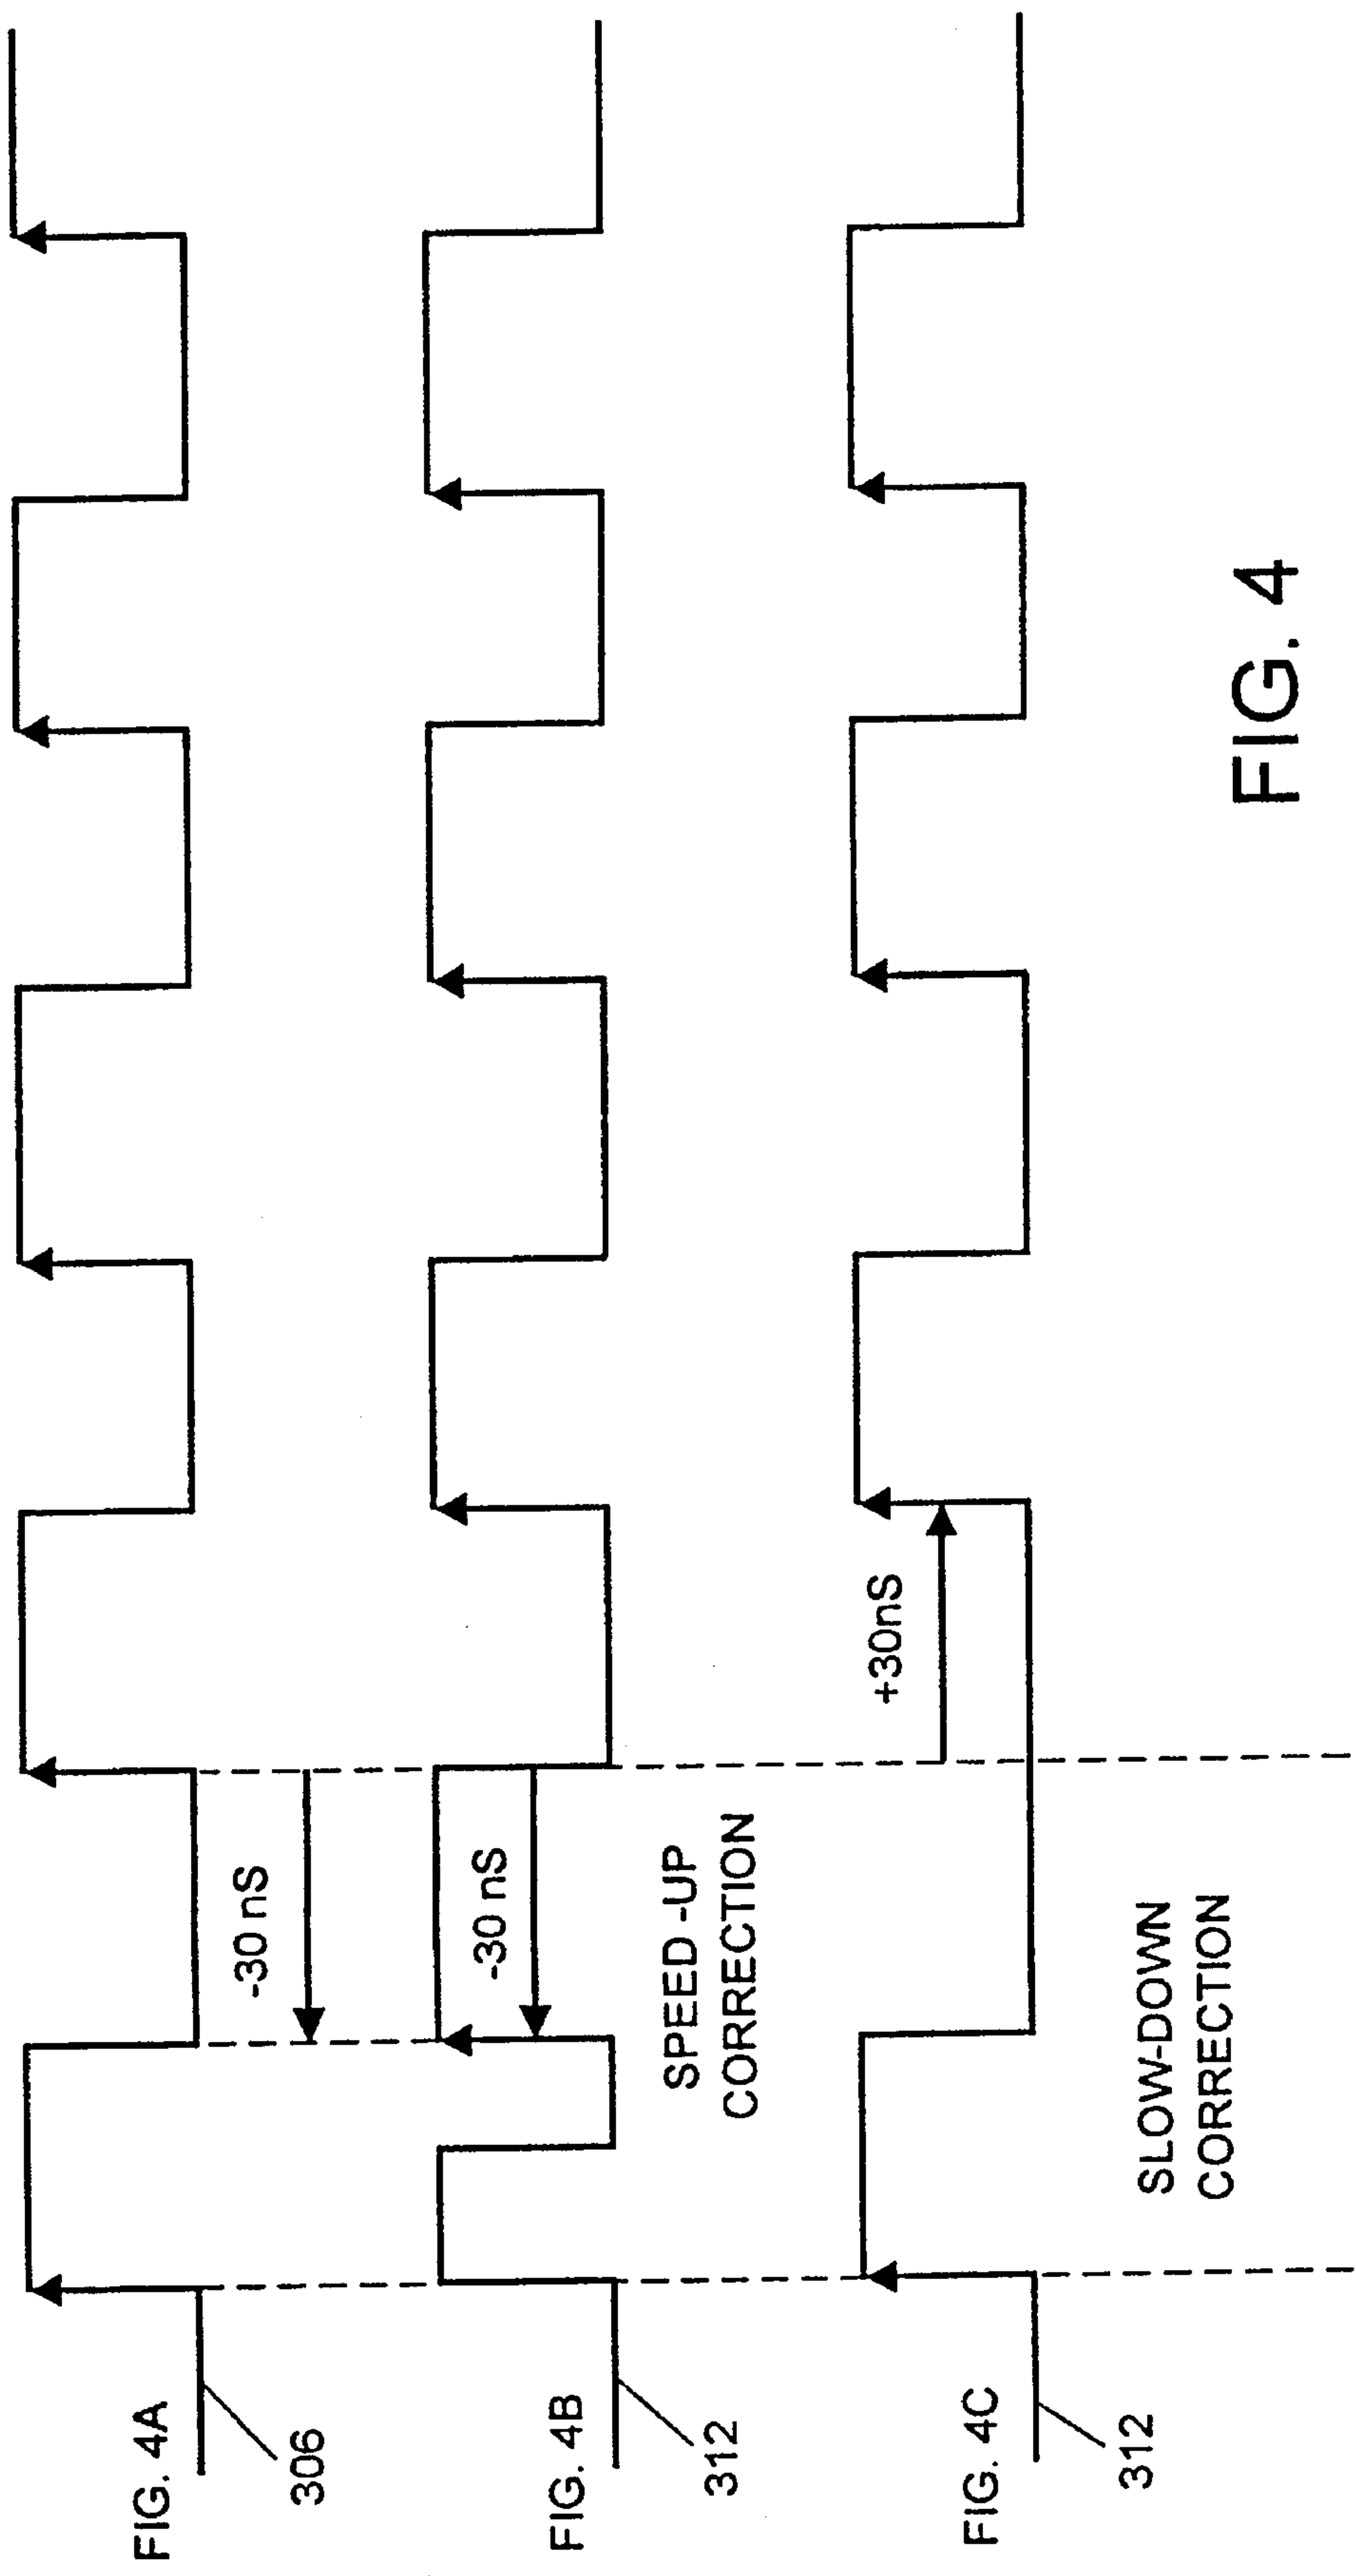 FIG. 4A
306
-30 nS
FIG. 4B
312
-30 nS
SPEED -UP
CORRECTION
FIG. 4C
312
+30nS
SLOW-DOWN
CORRECTION
FIG. 4